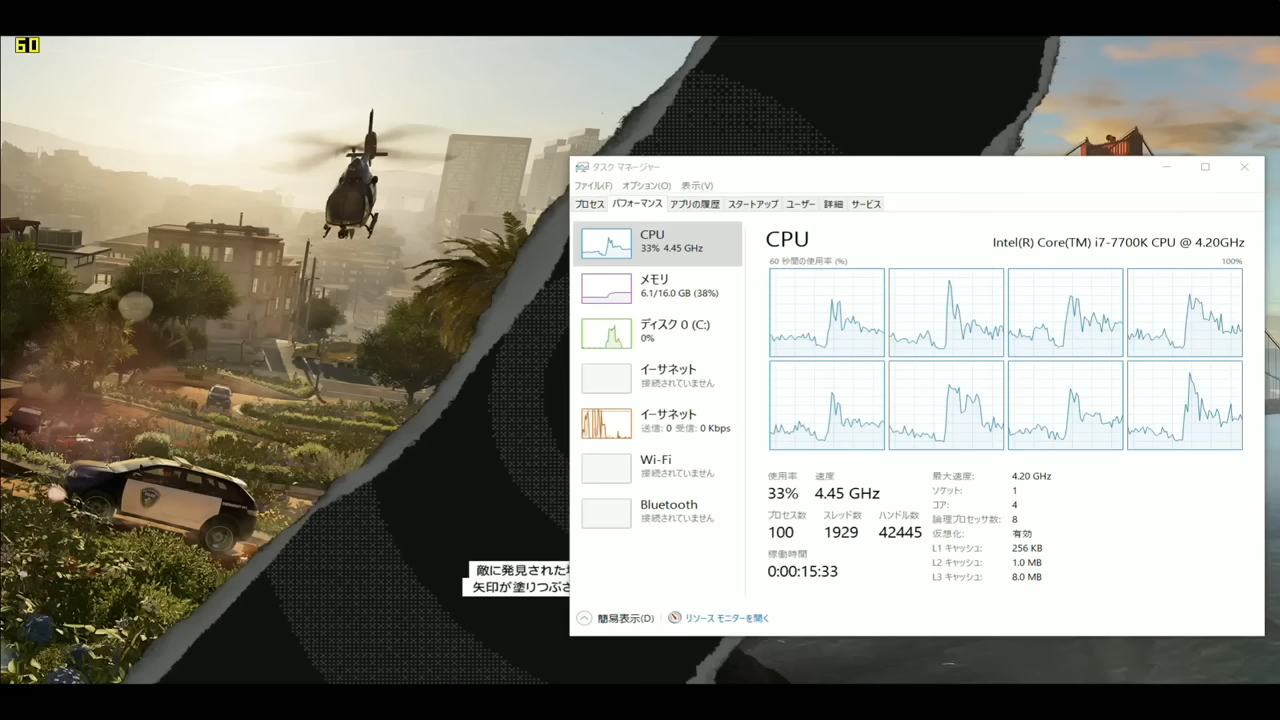 60
タスク マネージャー
ファイル(F) オプション(O) 表示(V)
プロセス パフォーマンス アプリの履歴 スタートアップ ユーザー 詳細 サービス
CPU
33% 4.45 GHz
メモリ
6.1/16.0 GB (38%)
ディスク 0 (C:)
0%
イーサネット
接続されていません
イーサネット
送信: 0 受信: 0 Kbps
Wi-Fi
接続されていません
Bluetooth
接続されていません
CPU
Intel(R) Core(TM) i7-7700K CPU @ 4.20GHz
60 秒間の使用率 (%)
100%
使用率 速度
33% 4.45 GHz
プロセス数 スレッド数 ハンドル数
100 1929 42445
稼働時間
0:00:15:33
最大速度: 4.20 GHz
ソケット: 1
コア: 4
論理プロセッサ数: 8
仮想化: 有効
L1 キャッシュ: 256 KB
L2 キャッシュ: 1.0 MB
L3 キャッシュ: 8.0 MB
敵に発見された
矢印が塗りつぶ
簡易表示(D) リソース モニターを開く